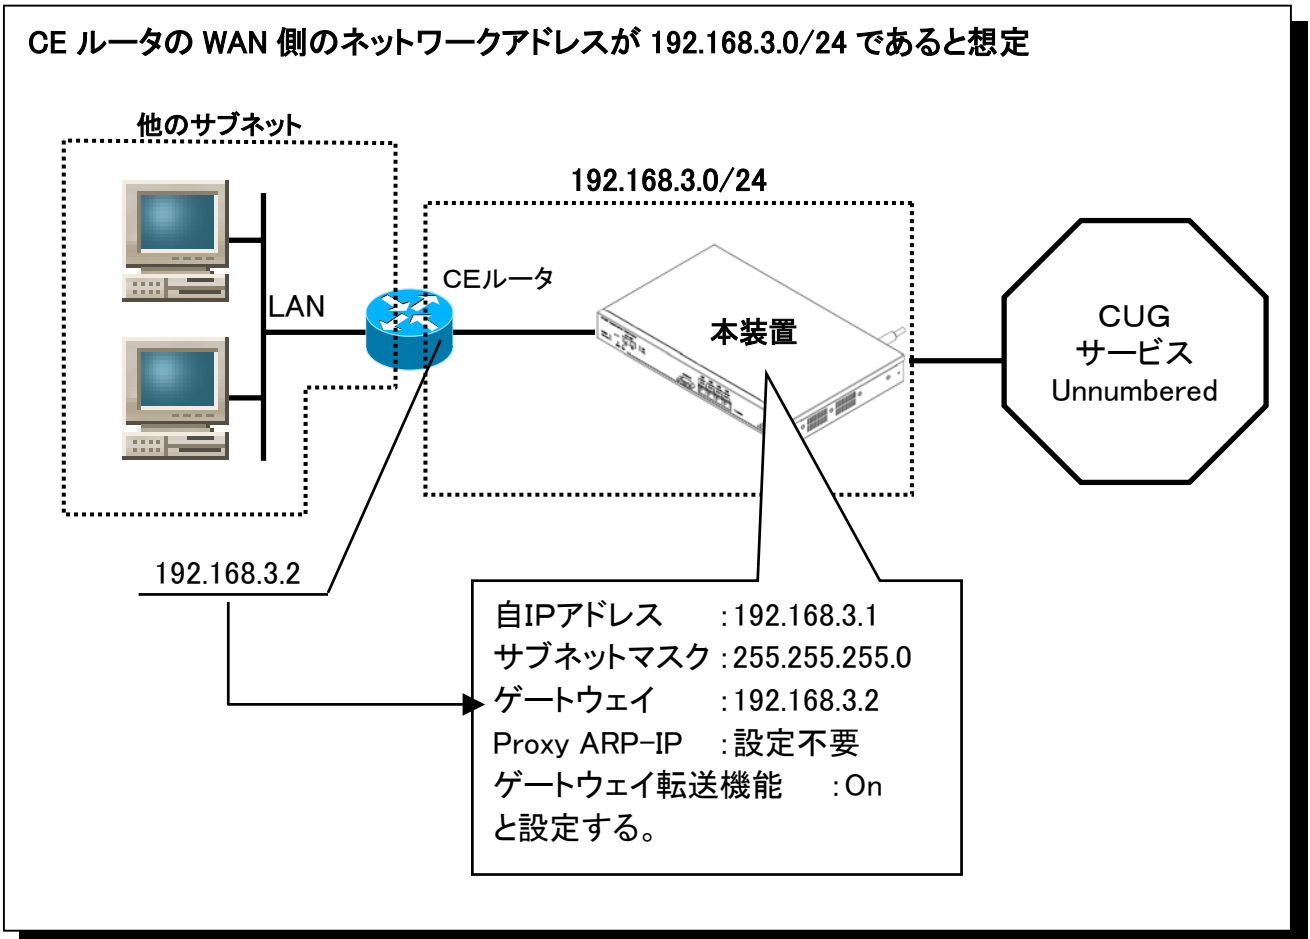 CE ルータの WAN 側のネットワークアドレスが 192.168.3.0/24 であると想定
他のサブネット
192.168.3.0/24
CEルータ
LAN
本装置
CUG
サービス
Unnumbered
192.168.3.2
自IPアドレス :192.168.3.1
サブネットマスク :255.255.255.0
ゲートウェイ :192.168.3.2
Proxy ARP-IP :設定不要
ゲートウェイ転送機能 :On
と設定する。